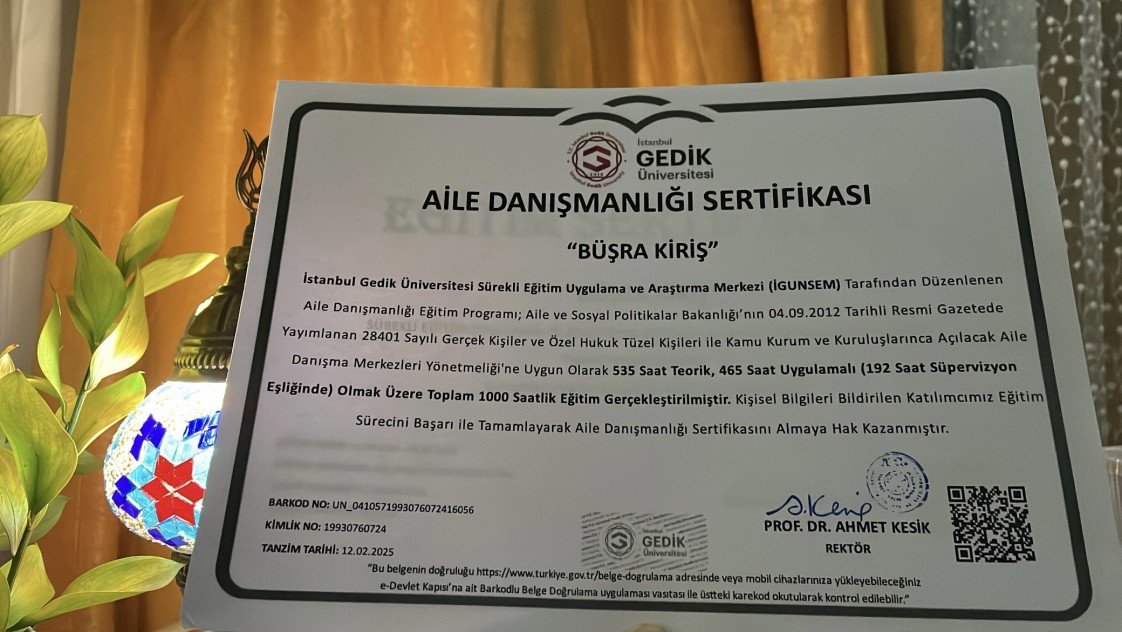 İstanbul
GEDİK
Üniversitesi
AİLE DANIŞMANLIĞI SERTİFİKASI
“BÜŞRA KİRİŞ”
İstanbul Gedik Üniversitesi Sürekli Eğitim Uygulama ve Araştırma Merkezi (İGUNSEM) Tarafından Düzenlenen
Aile Danışmanlığı Eğitim Programı; Aile ve Sosyal Politikalar Bakanlığı’nın 04.09.2012 Tarihli Resmi Gazetede
Yayımlanan 28401 Sayılı Gerçek Kişiler ve Özel Hukuk Tüzel Kişileri ile Kamu Kurum ve Kuruluşlarınca Açılacak Aile
Danışma Merkezleri Yönetmeliği'ne Uygun Olarak 535 Saat Teorik, 465 Saat Uygulamalı (192 Saat Süpervizyon
Eşliğinde) Olmak Üzere Toplam 1000 Saatlik Eğitim Gerçekleştirilmiştir. Kişisel Bilgileri Bildirilen Katılımcımız Eğitim
Sürecini Başarı ile Tamamlayarak Aile Danışmanlığı Sertifikasını Almaya Hak Kazanmıştır.
BARKOD NO: UN_0410571993076072416056
KİMLİK NO: 19930760724
TANZİM TARİHİ: 12.02.2025
İstanbul
GEDİK
Üniversitesi
A.Kesik
PROF. DR. AHMET KESİK
REKTÖR
“Bu belgenin doğruluğu https://www.turkiye.gov.tr/belge-dogrulama adresinde veya mobil cihazlarınıza yükleyebileceğiniz
e-Devlet Kapısı’na ait Barkodlu Belge Doğrulama uygulaması vasıtası ile üstteki karekod okutularak kontrol edilebilir.”